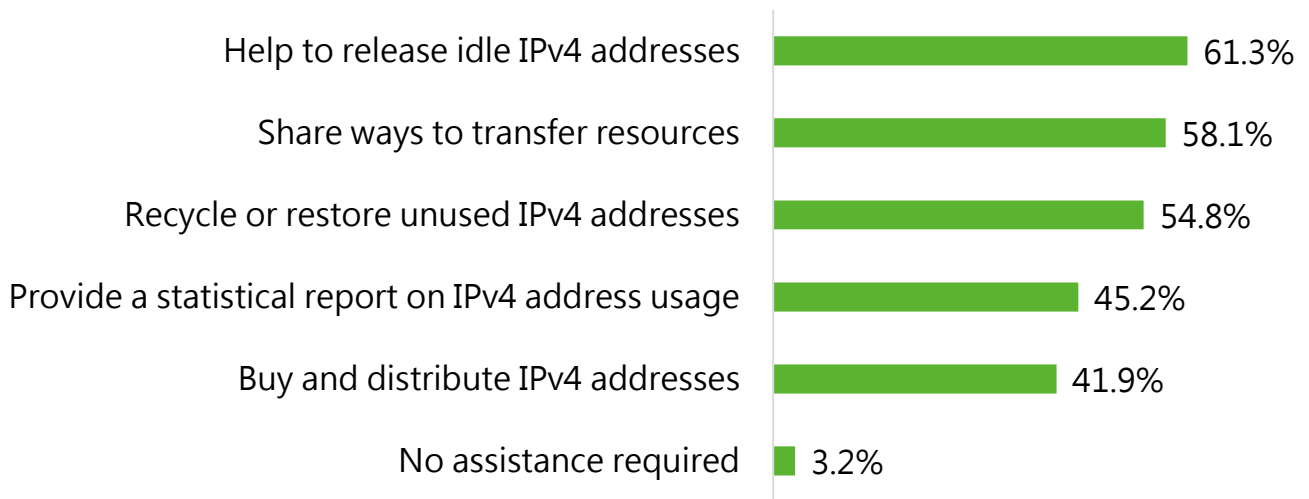 Help to release idle IPv4 addresses 61.3%
Share ways to transfer resources 58.1%
Recycle or restore unused IPv4 addresses 54.8%
Provide a statistical report on IPv4 address usage 45.2%
Buy and distribute IPv4 addresses 41.9%
No assistance required 3.2%